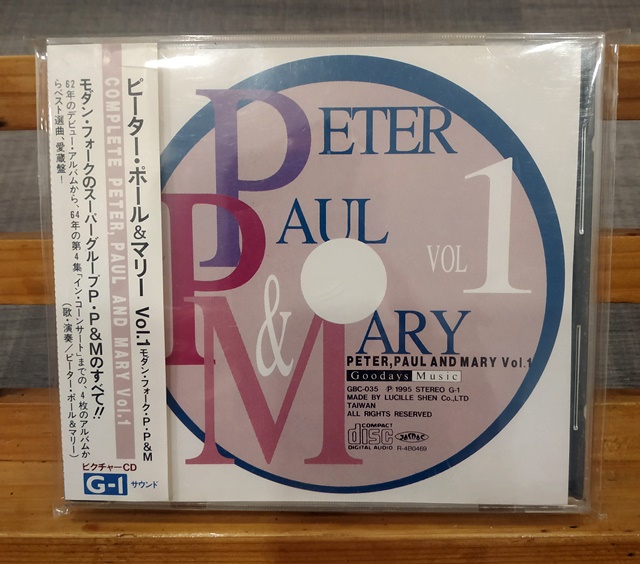 ピーター・ポール&マリー Vol.1 モダン・フォーク・P・P&M
COMPLETE PETER, PAUL AND MARY Vol.1
モダン・フォークのスーパーグループP・P&Mのすべて!!
62年のデビュー・アルバムから、64年の第4集「イン・コンサート」までの、4枚のアルバムか
らベスト選曲、愛蔵盤!
(歌・演奏/ピーター・ポール&マリー)
ピクチャーCD
G-I サウンド
PETER
PAUL
& MARY
VOL 1
PETER,PAUL AND MARY Vol.1
Goodays Music
GBC-035 ℗ 1995 STEREO G-1
MADE BY LUCILLE SHEN Co.,LTD
TAIWAN
ALL RIGHTS RESERVED
COMPACT
disc
DIGITAL AUDIO
JASRAC
R-4B0469